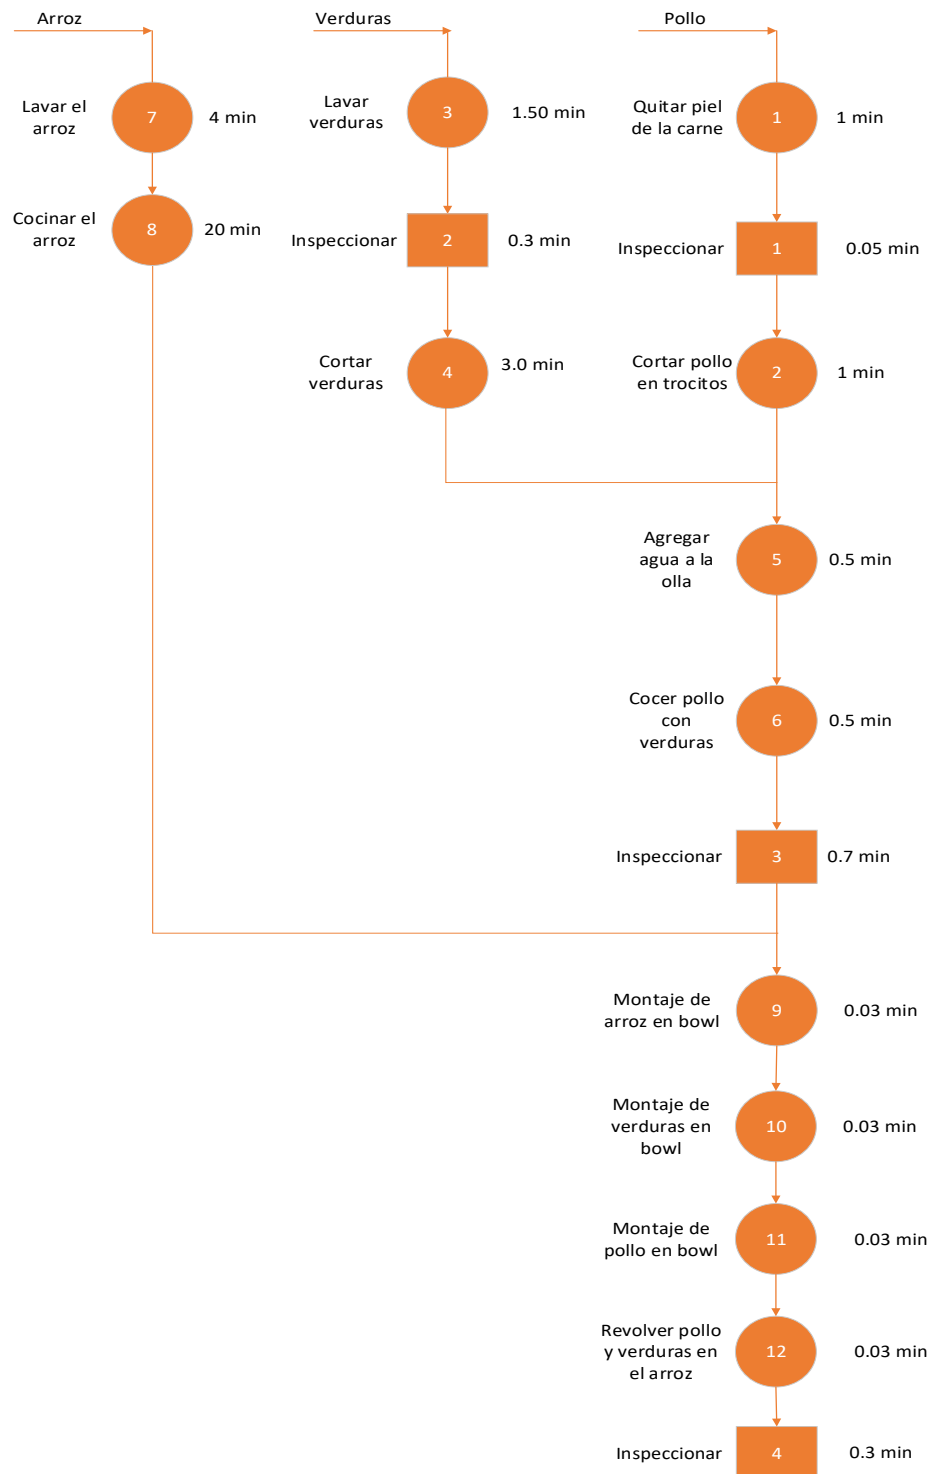 Arroz
Verduras
Pollo
Lavar el
arroz
7
4 min
Lavar
verduras
3
1.50 min
Quitar piel
de la carne
1
1 min
Cocinar el
arroz
8
20 min
Inspeccionar
2
0.3 min
Inspeccionar
1
0.05 min
Cortar
verduras
4
3.0 min
Cortar pollo
en trocitos
2
1 min
Agregar
agua a la
olla
5
0.5 min
Cocer pollo
con
verduras
6
0.5 min
Inspeccionar
3
0.7 min
Montaje de
arroz en bowl
9
0.03 min
Montaje de
verduras en
bowl
10
0.03 min
Montaje de
pollo en bowl
11
0.03 min
Revolver pollo
y verduras en
el arroz
12
0.03 min
Inspeccionar
4
0.3 min